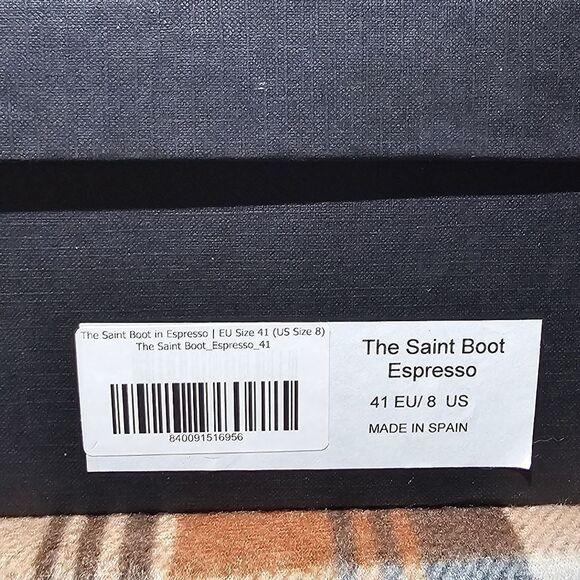 The Saint Boot in Espresso | EU Size 41 (US Size 8)
The Saint Boot_Espresso_41
840091516956
The Saint Boot
Espresso
41 EU/ 8 US
MADE IN SPAIN